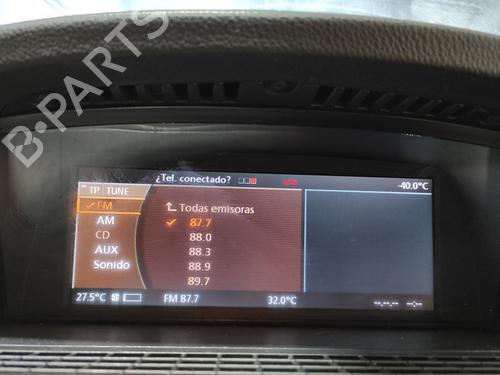 B-PARTS
¿Tel. conectado?
-40.0°C
TP TUNE
FM
AM
CD
AUX
Sonido
Todas emisoras
87.7
88.0
88.3
88.9
89.7
27.5°C
FM 87.7
32.0°C
--.--.-- --:--